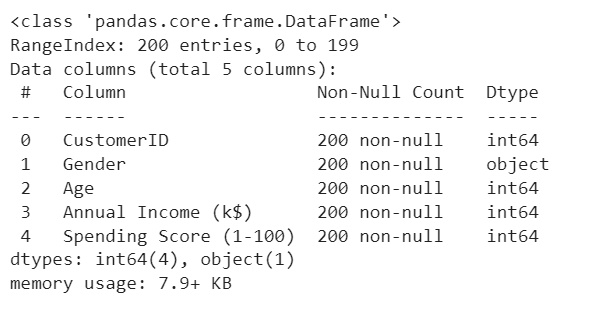 <class 'pandas.core.frame.DataFrame'>
RangeIndex: 200 entries, 0 to 199
Data columns (total 5 columns):
 #   Column                  Non-Null Count  Dtype
---  ------                  --------------  -----
 0   CustomerID              200 non-null    int64
 1   Gender                  200 non-null    object
 2   Age                     200 non-null    int64
 3   Annual Income (k$)      200 non-null    int64
 4   Spending Score (1-100)  200 non-null    int64
dtypes: int64(4), object(1)
memory usage: 7.9+ KB